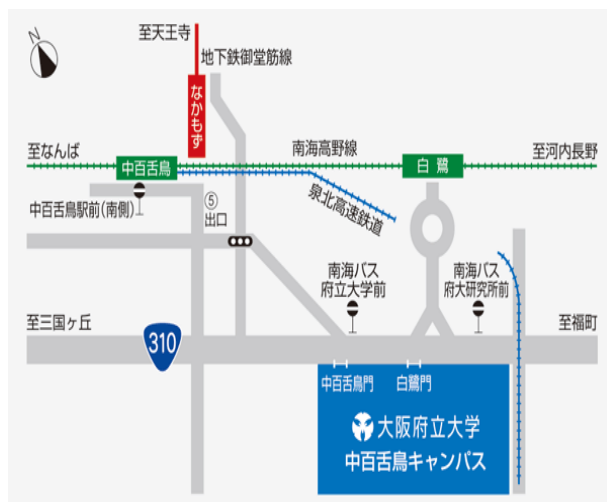 N
至天王寺
地下鉄御堂筋線
なかもず
至なんば
中百舌鳥
南海高野線
白鷺
至河内長野
中百舌鳥駅前(南側)
⑤
出口
泉北高速鉄道
南海バス
府立大学前
南海バス
府大研究所前
至三国ヶ丘
310
至福町
中百舌鳥門
白鷺門
大阪府立大学
中百舌鳥キャンパス